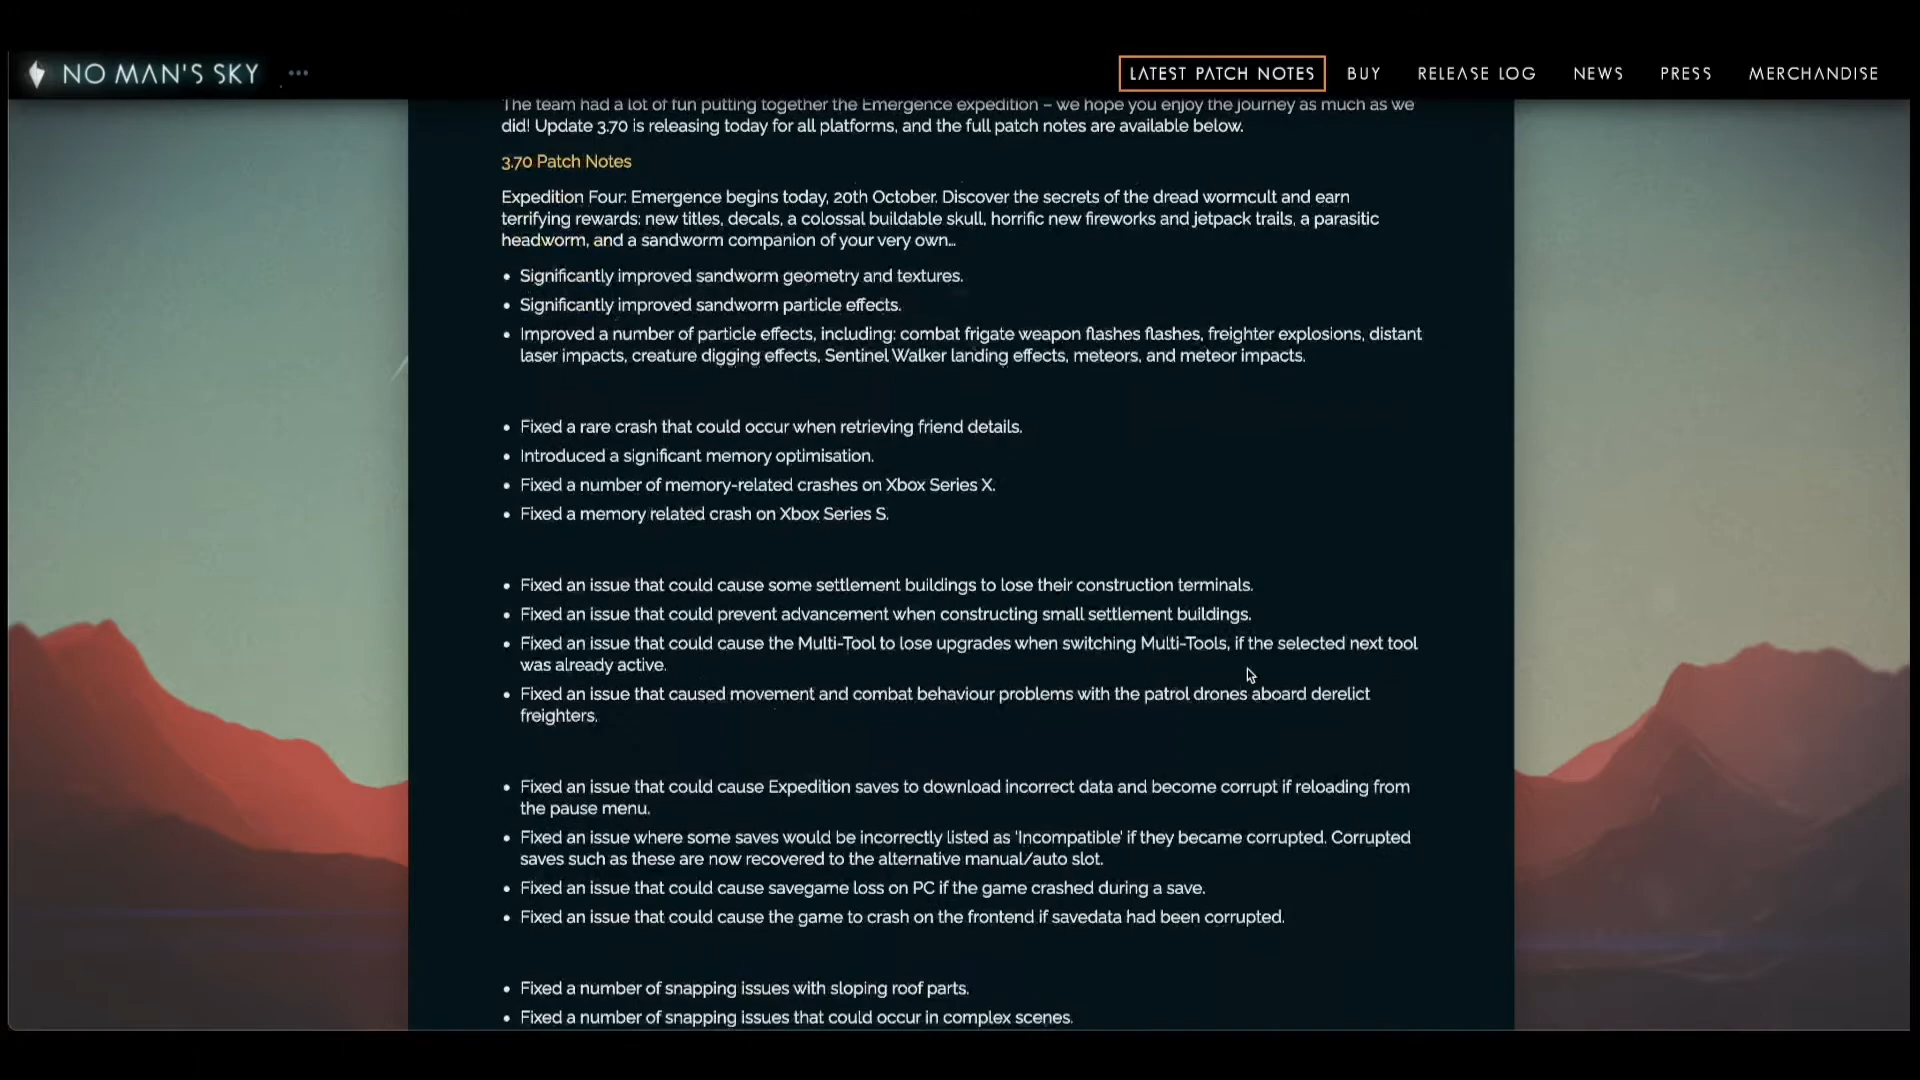 NO MAN'S SKY ...
LATEST PATCH NOTES BUY RELEASE LOG NEWS PRESS MERCHANDISE
The team had a lot of fun putting together the Emergence expedition – we hope you enjoy the journey as much as we
did! Update 3.70 is releasing today for all platforms, and the full patch notes are available below.
3.70 Patch Notes
Expedition Four: Emergence begins today, 20th October. Discover the secrets of the dread wormcult and earn
terrifying rewards: new titles, decals, a colossal buildable skull, horrific new fireworks and jetpack trails, a parasitic
headworm, and a sandworm companion of your very own…
• Significantly improved sandworm geometry and textures.
• Significantly improved sandworm particle effects.
• Improved a number of particle effects, including: combat frigate weapon flashes flashes, freighter explosions, distant
laser impacts, creature digging effects, Sentinel Walker landing effects, meteors, and meteor impacts.
• Fixed a rare crash that could occur when retrieving friend details.
• Introduced a significant memory optimisation.
• Fixed a number of memory-related crashes on Xbox Series X.
• Fixed a memory related crash on Xbox Series S.
• Fixed an issue that could cause some settlement buildings to lose their construction terminals.
• Fixed an issue that could prevent advancement when constructing small settlement buildings.
• Fixed an issue that could cause the Multi-Tool to lose upgrades when switching Multi-Tools, if the selected next tool
was already active.
• Fixed an issue that caused movement and combat behaviour problems with the patrol drones aboard derelict
freighters.
• Fixed an issue that could cause Expedition saves to download incorrect data and become corrupt if reloading from
the pause menu.
• Fixed an issue where some saves would be incorrectly listed as 'Incompatible' if they became corrupted. Corrupted
saves such as these are now recovered to the alternative manual/auto slot.
• Fixed an issue that could cause savegame loss on PC if the game crashed during a save.
• Fixed an issue that could cause the game to crash on the frontend if savedata had been corrupted.
• Fixed a number of snapping issues with sloping roof parts.
• Fixed a number of snapping issues that could occur in complex scenes.